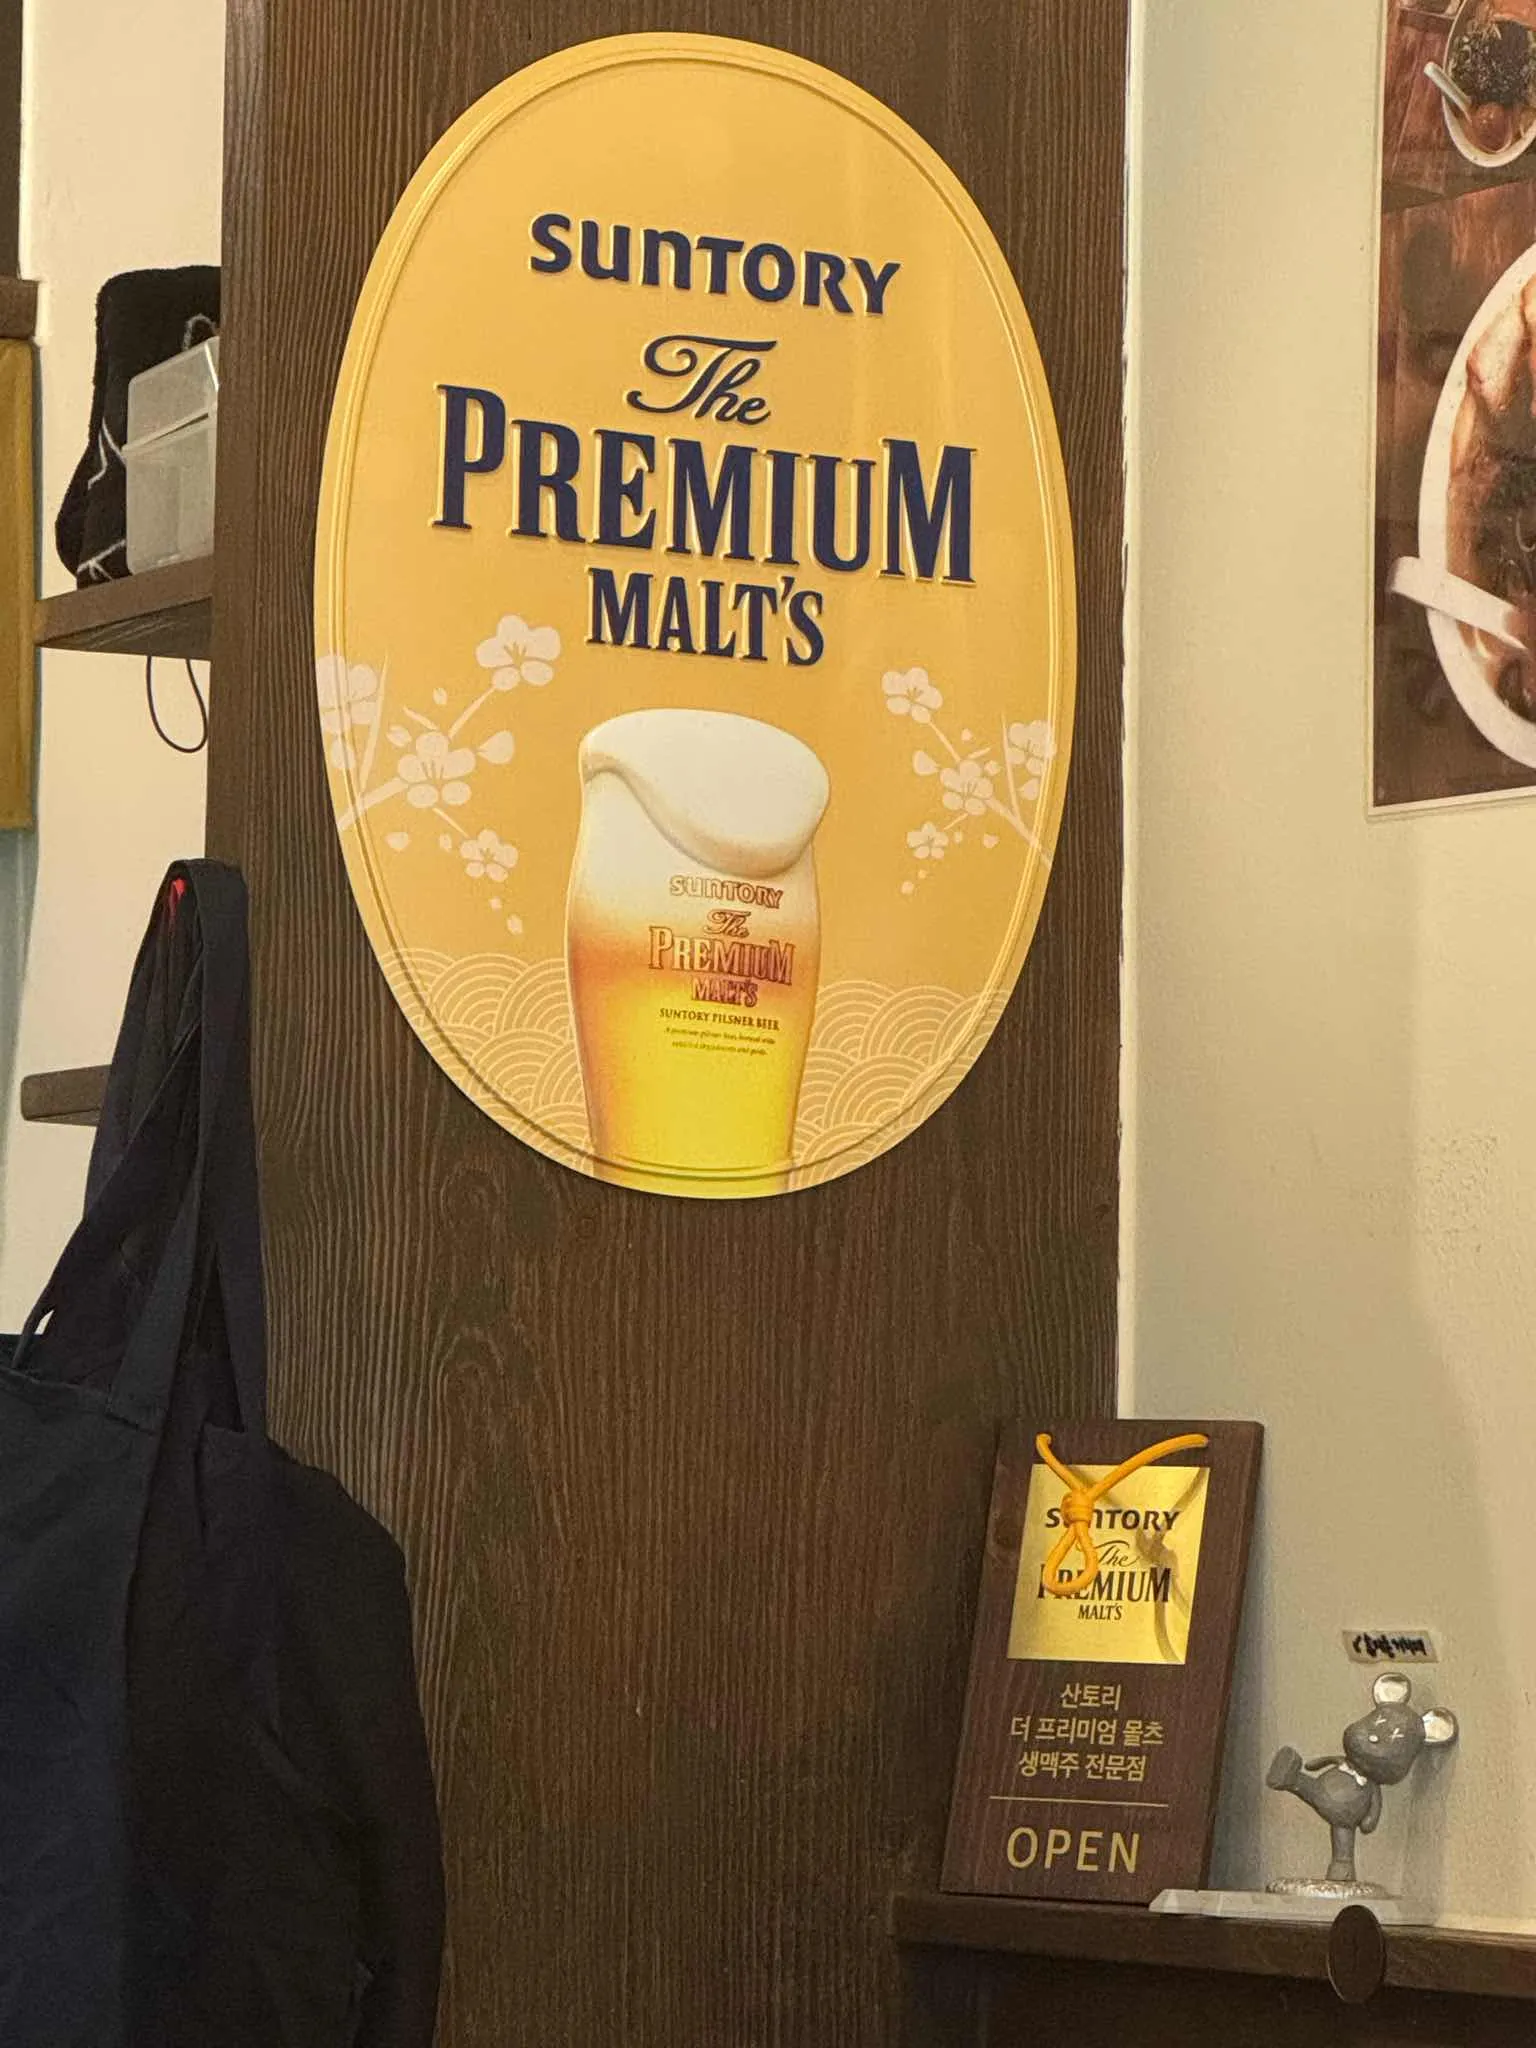 SUNTORY
The
PREMIUM
MALT'S
SUNTORY
The
PREMIUM
MALT'S
SUNTORY PILSNER BEER
SUNTORY
The
PREMIUM
MALT'S
산토리
더 프리미엄 몰츠
생맥주 전문점
OPEN